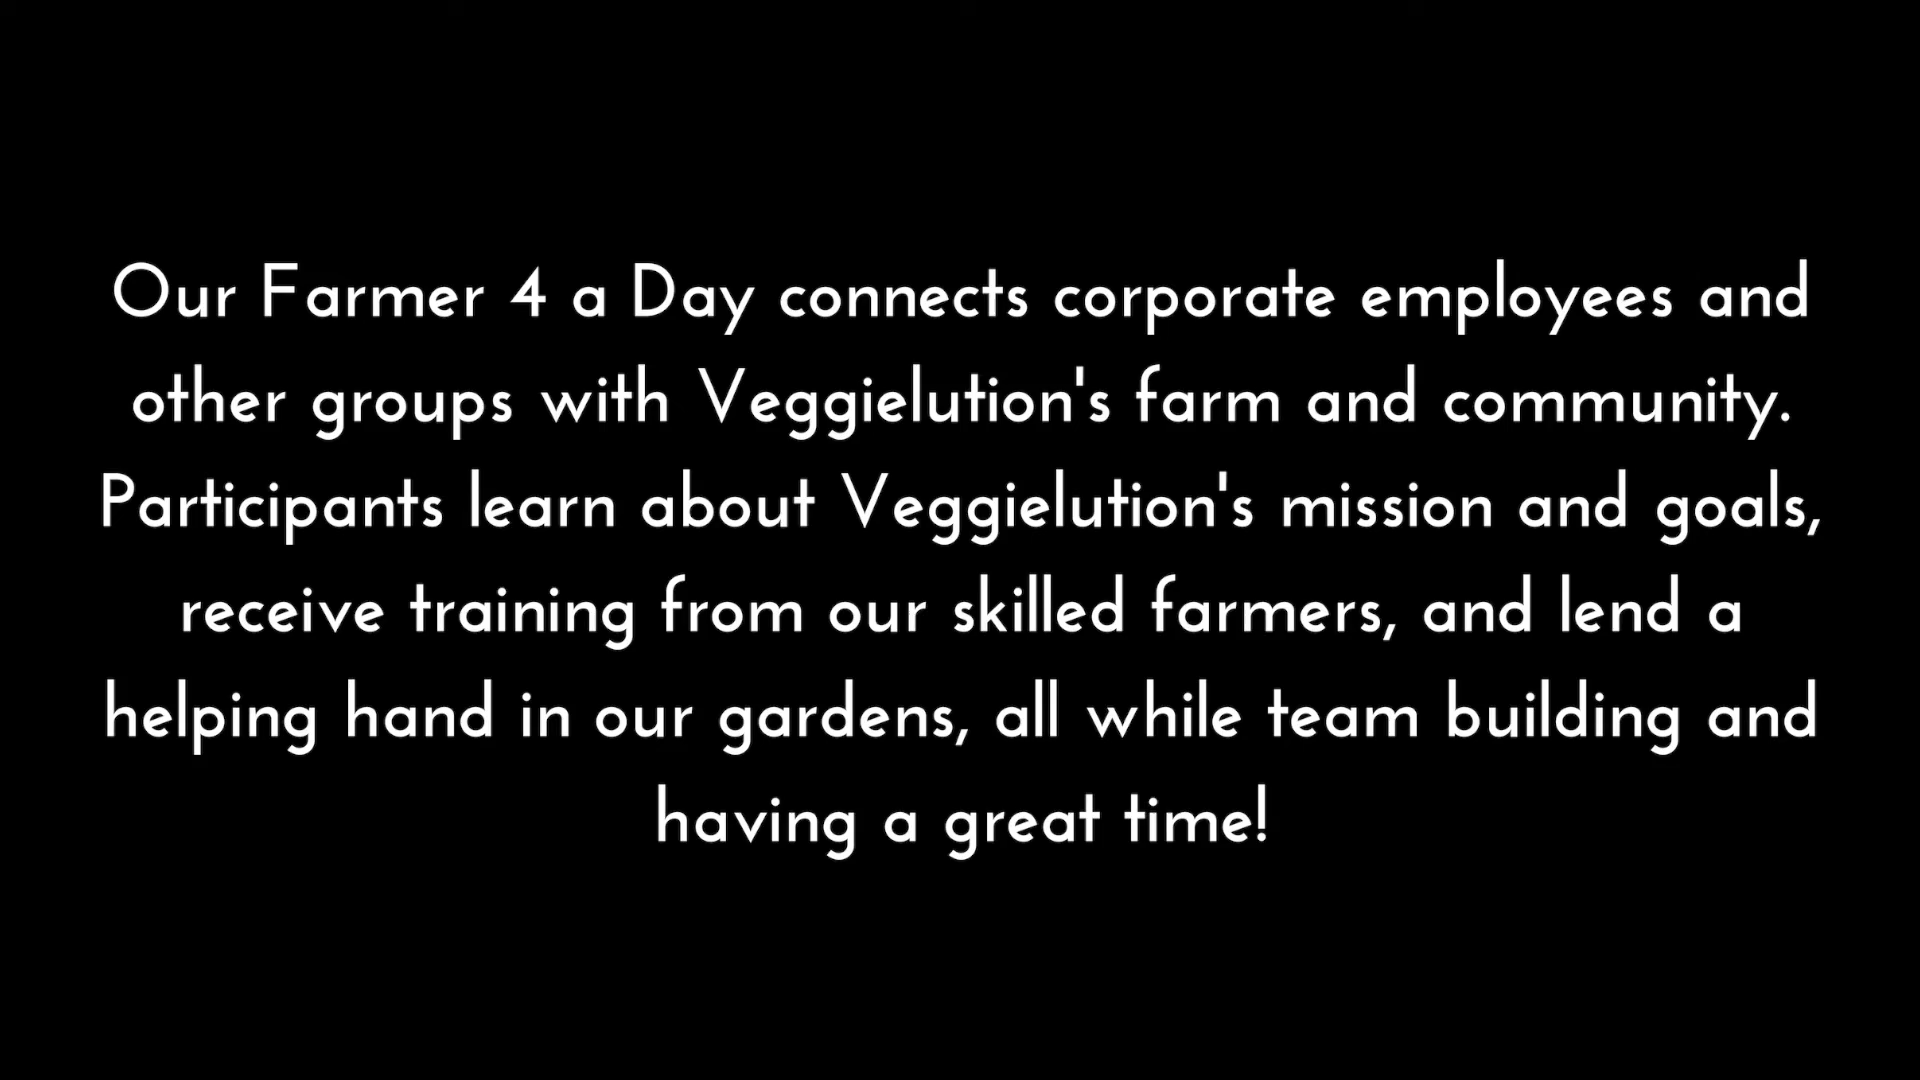 Our Farmer 4 a Day connects corporate employees and
other groups with Veggielution's farm and community.
Participants learn about Veggielution's mission and goals,
receive training from our skilled farmers, and lend a
helping hand in our gardens, all while team building and
having a great time!